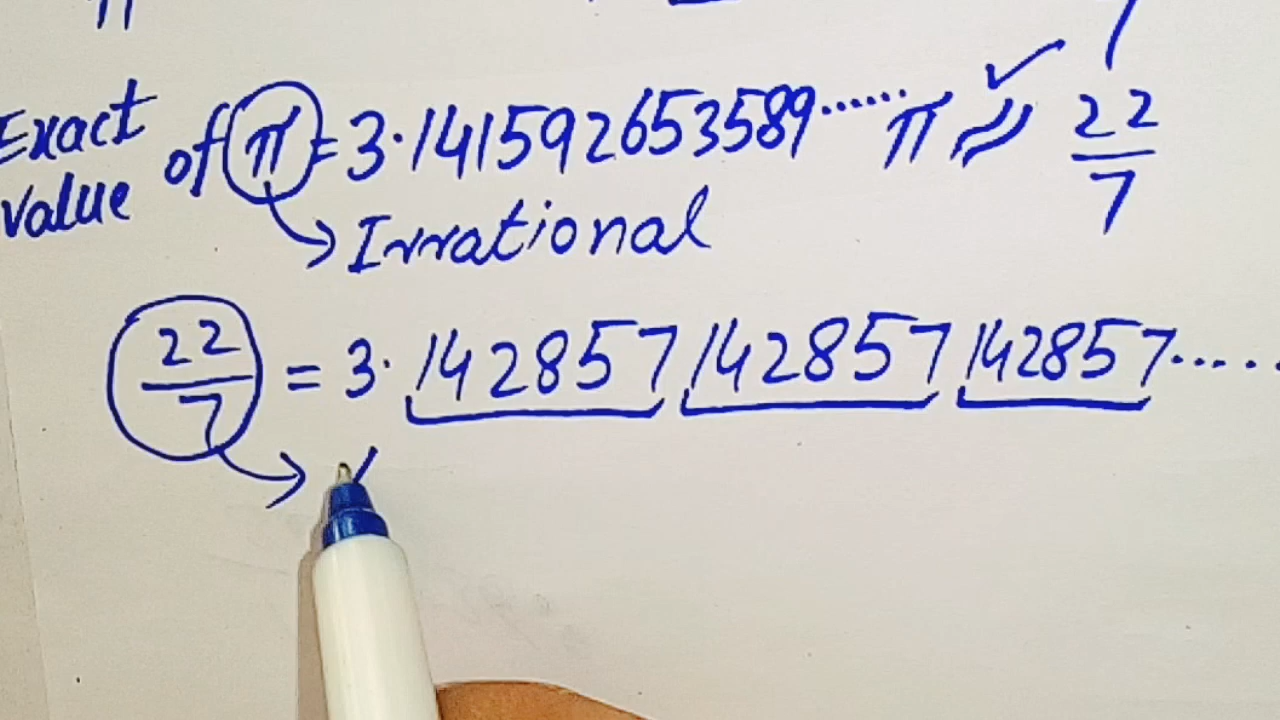 π
Exact value of π = 3.141592653589...... π ≈ 22/7
Irrational
22/7 = 3.142857142857142857.....